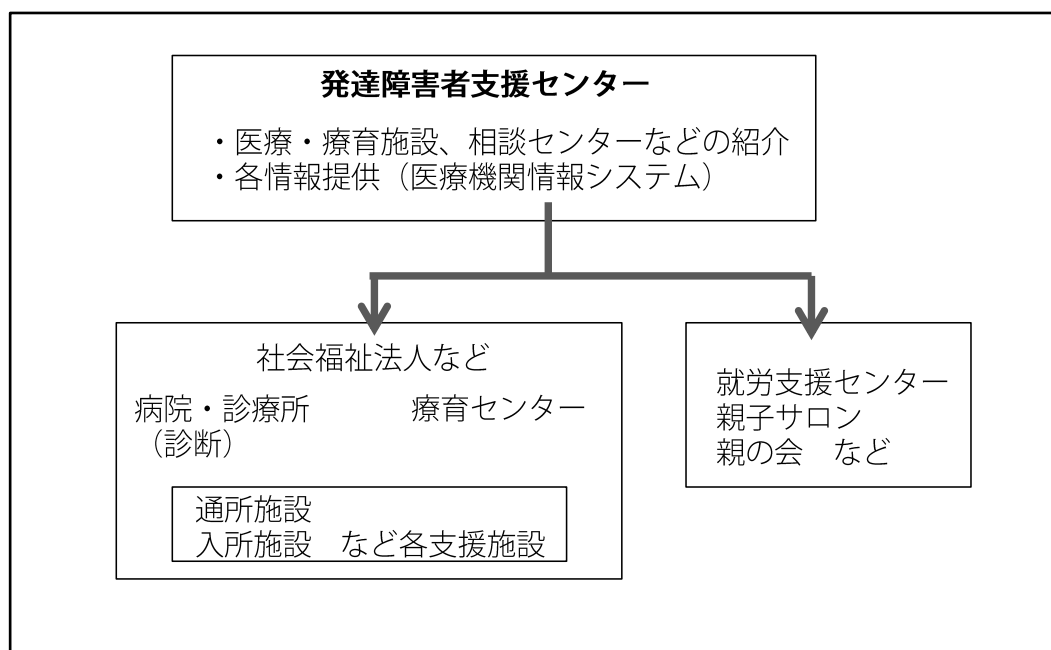 発達障害者支援センター
・医療・療育施設、相談センターなどの紹介
・各情報提供（医療機関情報システム）
社会福祉法人など
病院・診療所　療育センター
（診断）
通所施設
入所施設　など各支援施設
就労支援センター
親子サロン
親の会　など